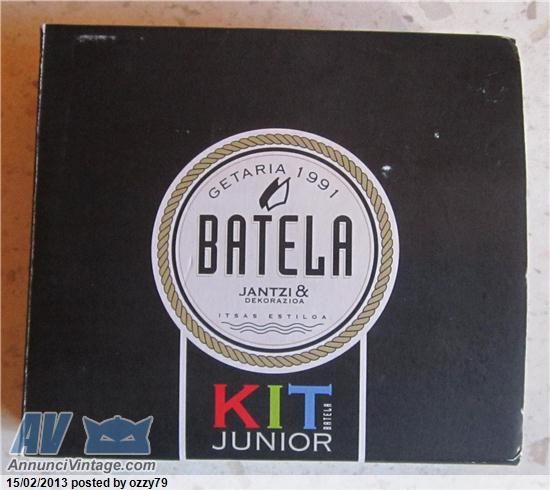 GETARIA 1991
BATELA
JANTZI &
DEKORAZIOA
ITSAS ESTILOA
KIT
BATELA
JUNIOR
AV
AnnunciVintage.com
15/02/2013 posted by ozzy79